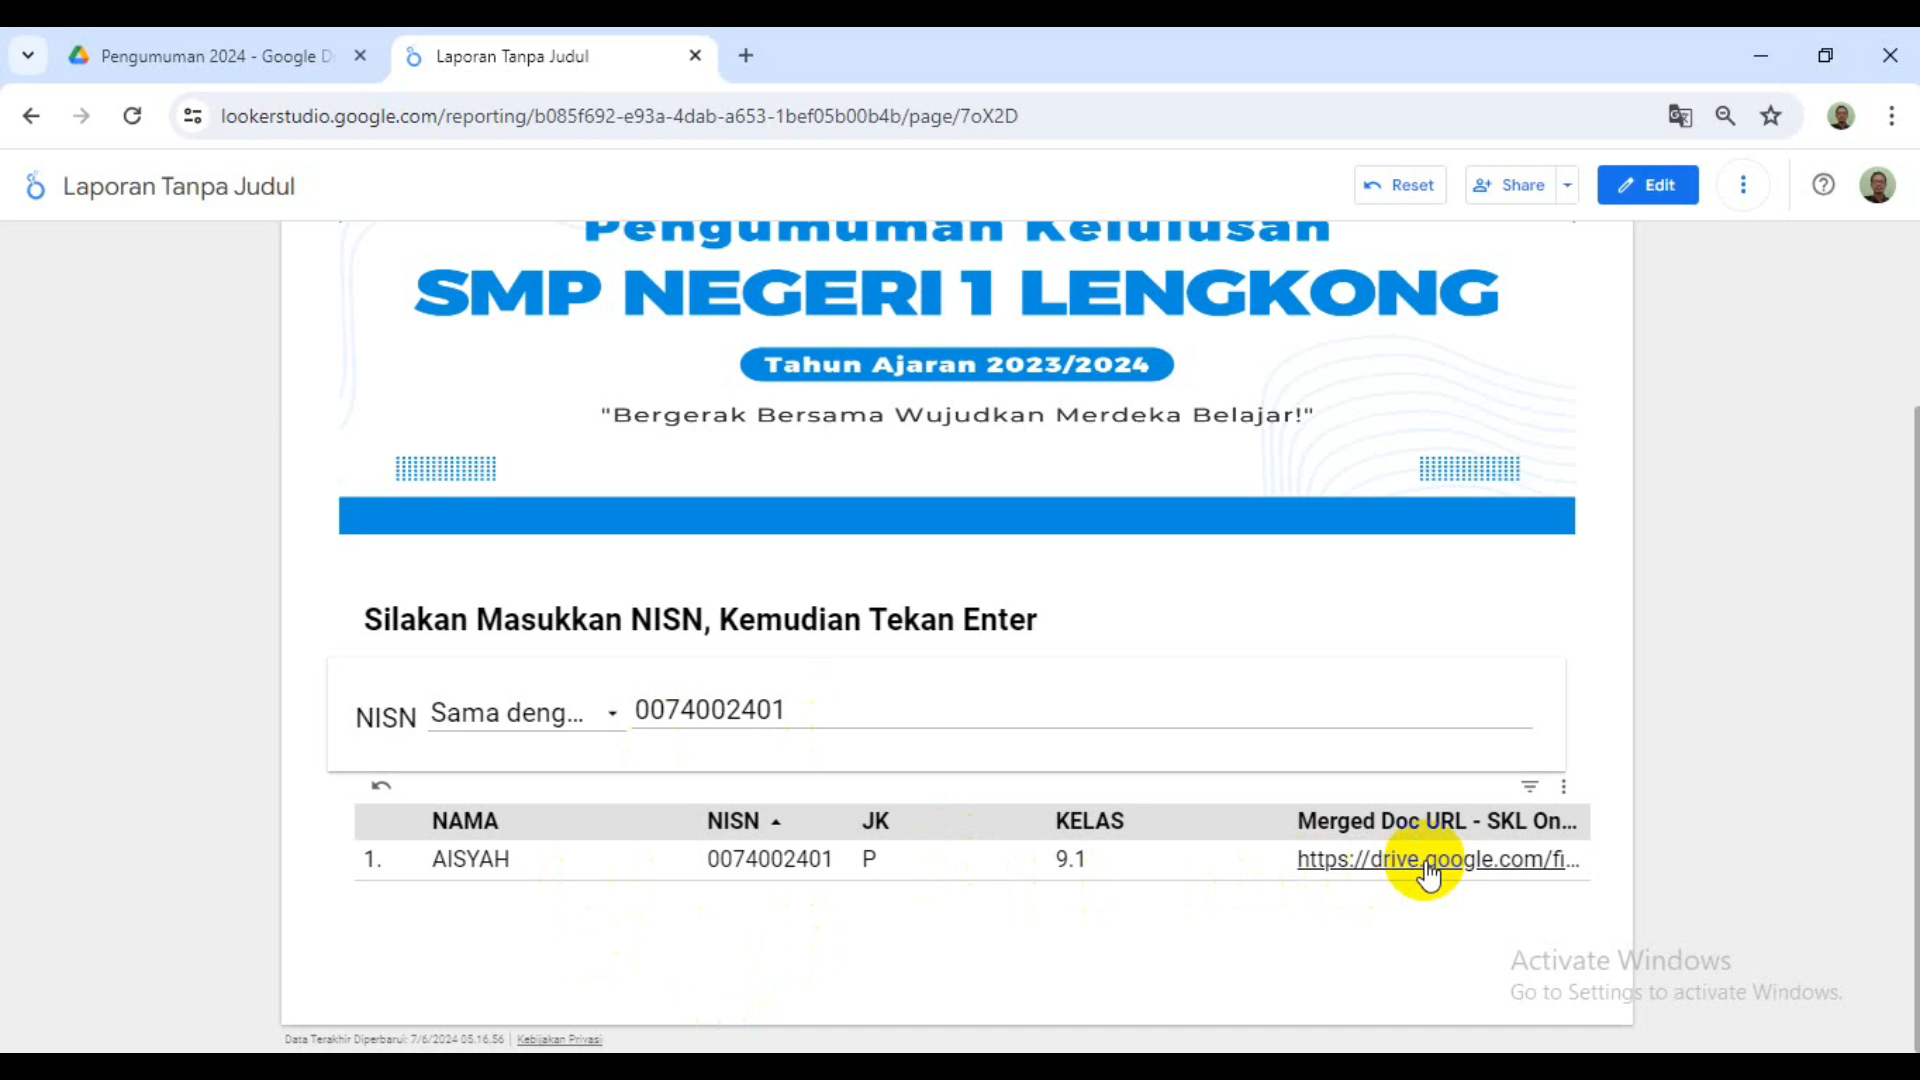 Pengumuman 2024 - Google D
Laporan Tanpa Judul
lookerstudio.google.com/reporting/b085f692-e93a-4dab-a653-1bef05b00b4b/page/7oX2D
Laporan Tanpa Judul
Reset
Share
Edit
Pengumuman Kelulusan
SMP NEGERI 1 LENGKONG
Tahun Ajaran 2023/2024
"Bergerak Bersama Wujudkan Merdeka Belajar!"
Silakan Masukkan NISN, Kemudian Tekan Enter
NISN Sama deng... 0074002401
NAMA NISN JK KELAS Merged Doc URL - SKL On...
1. AISYAH 0074002401 P 9.1 https://drive.google.com/fi...
Activate Windows
Go to Settings to activate Windows.
Data Terakhir Diperbarui: 7/6/2024 05.16.56 Kebijakan Privasi